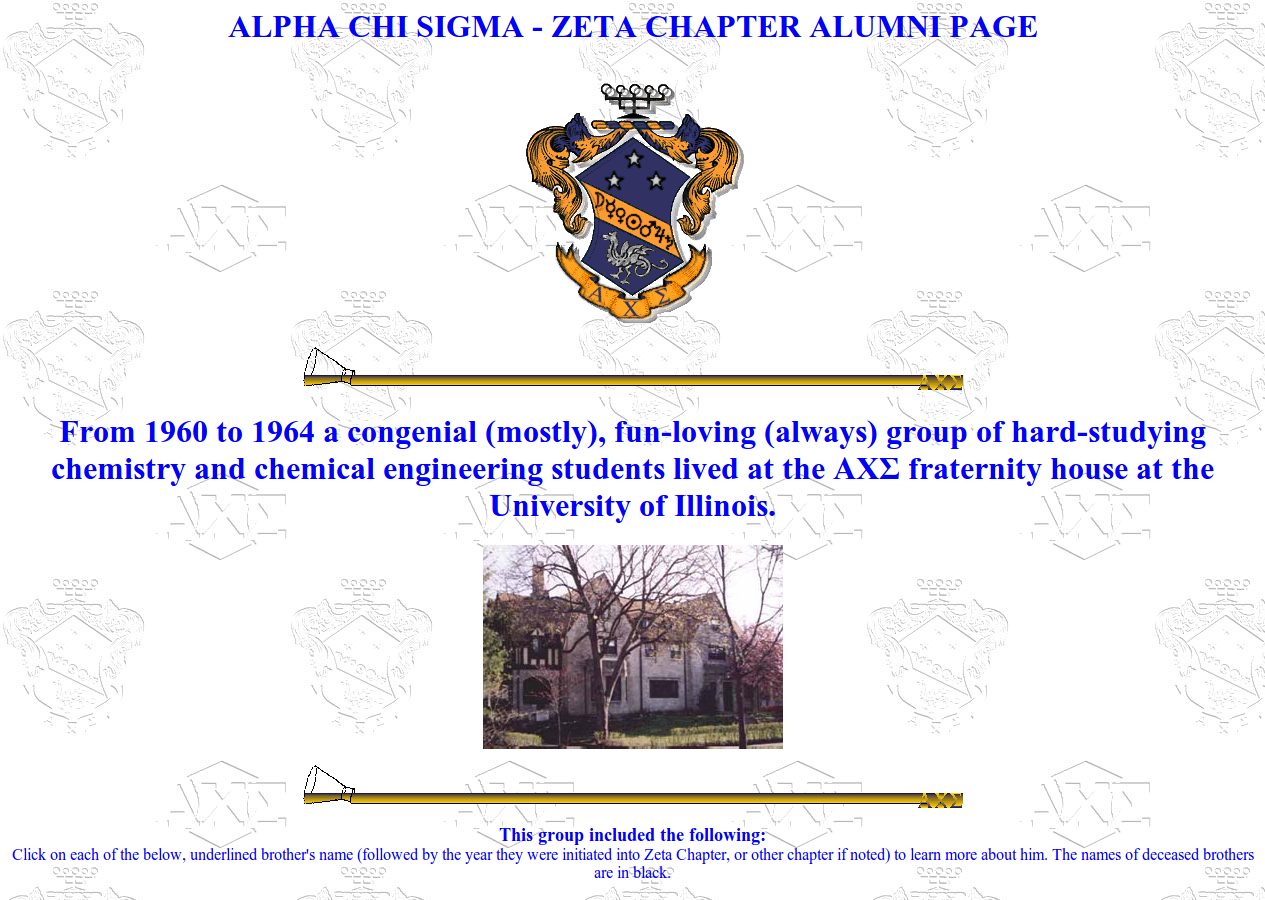 ALPHA CHI SIGMA - ZETA CHAPTER ALUMNI PAGE
Α Χ Σ
ΑΧΣ
From 1960 to 1964 a congenial (mostly), fun-loving (always) group of hard-studying
chemistry and chemical engineering students lived at the ΑΧΣ fraternity house at the
University of Illinois.
ΑΧΣ
This group included the following:
Click on each of the below, underlined brother's name (followed by the year they were initiated into Zeta Chapter, or other chapter if noted) to learn more about him. The names of deceased brothers
are in black.